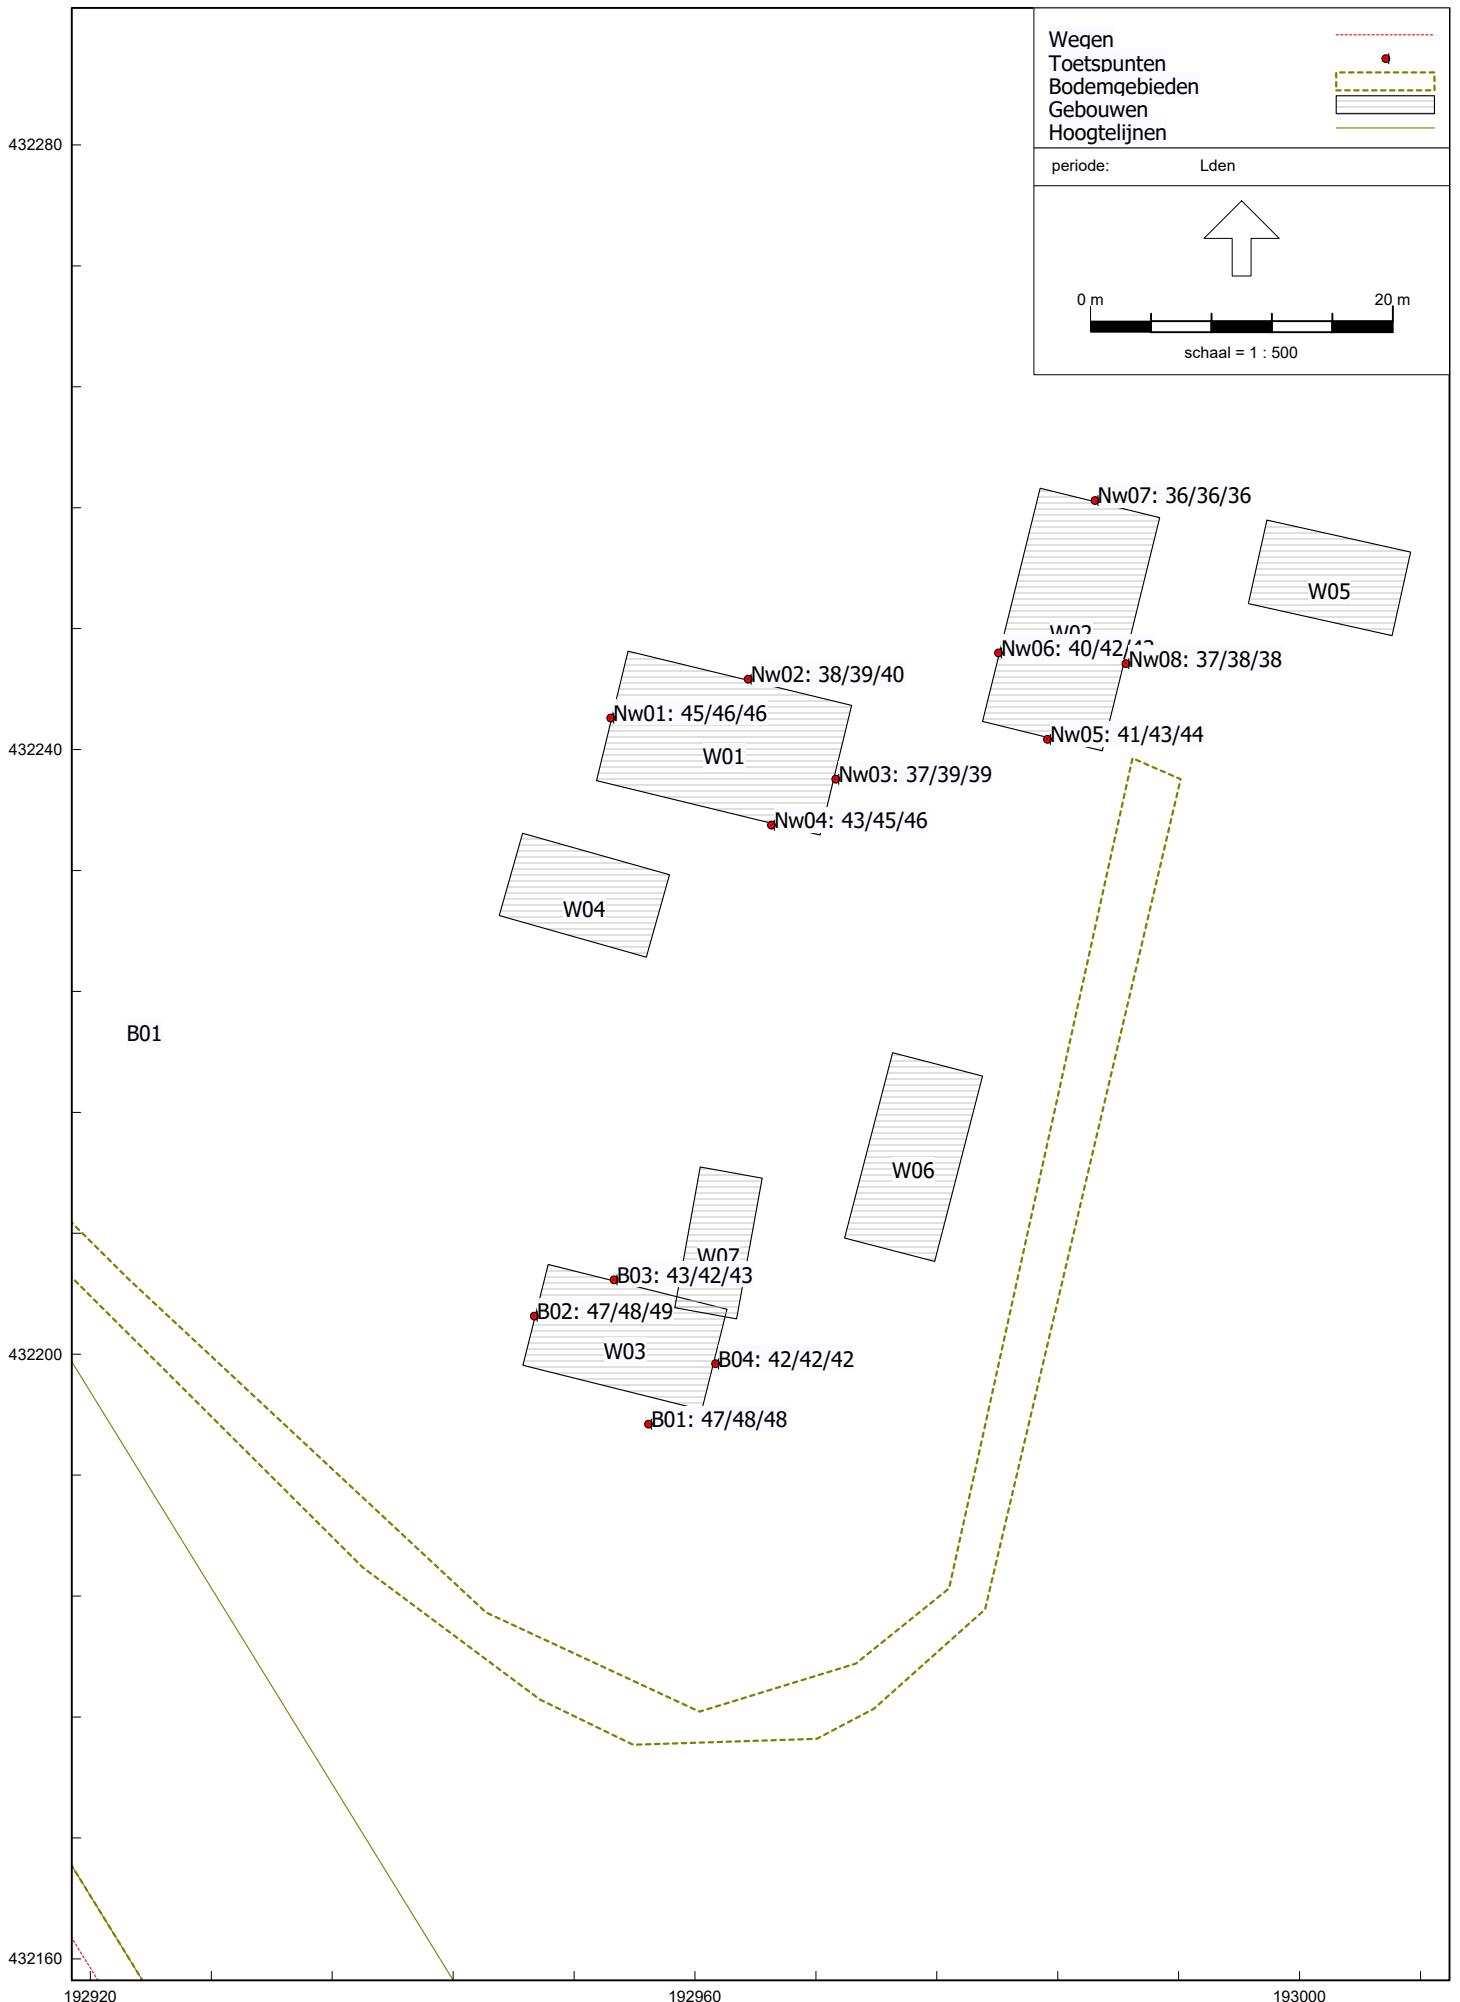 Wegen
Toetspunten
Bodemgebieden
Gebouwen
Hoogtelijnen
periode: Lden
0 m 20 m
schaal = 1 : 500
432280
Nw07: 36/36/36
W05
W02
Nw06: 40/42/
Nw08: 37/38/38
Nw02: 38/39/40
Nw01: 45/46/46
432240
Nw05: 41/43/44
W01
Nw03: 37/39/39
Nw04: 43/45/46
W04
B01
W06
W07
B03: 43/42/43
B02: 47/48/49
432200
W03
B04: 42/42/42
B01: 47/48/48
432160
192920 192960 193000